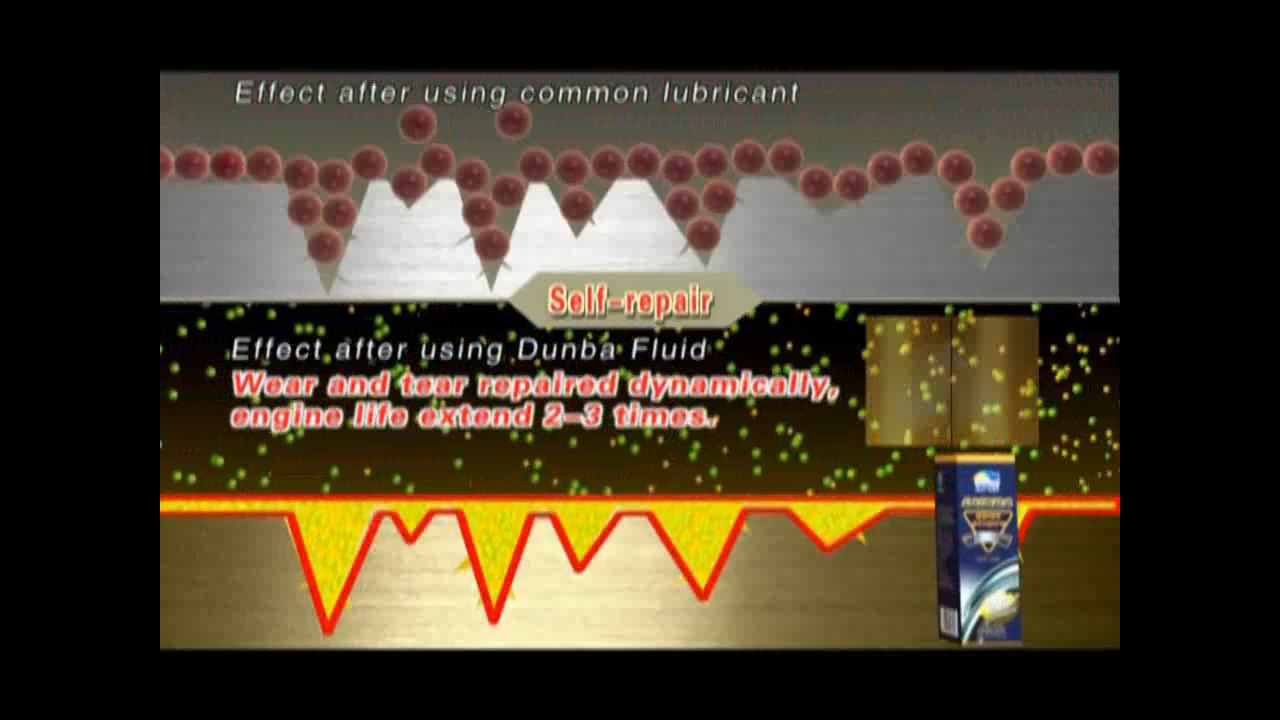 Effect after using common lubricant
Self-repair
Effect after using Dunba Fluid
Wear and tear repaired dynamically,
engine life extend 2-3 times.